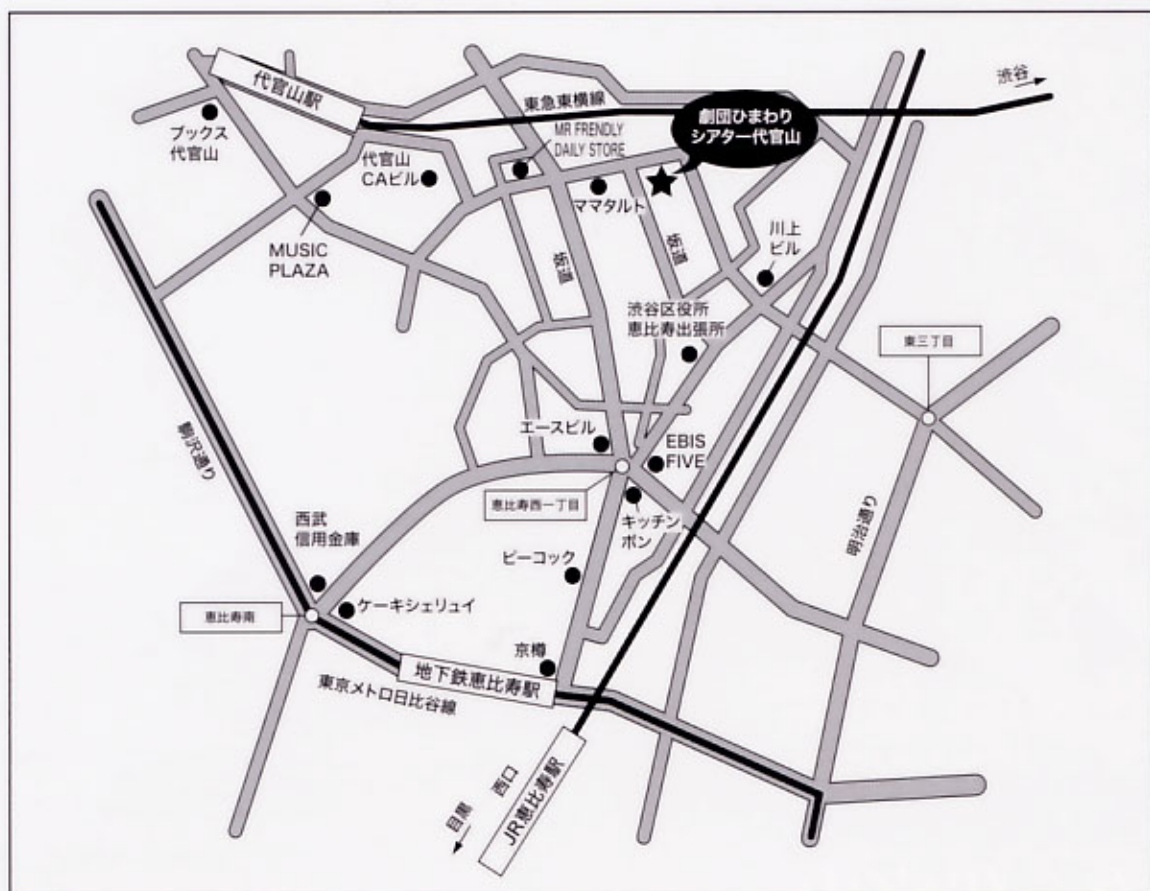 代官山駅
東急東横線
渋谷
劇団ひまわり
シアター代官山
ブックス
代官山
代官山
CAビル
MR FRENDLY
DAILY STORE
ママタルト
MUSIC
PLAZA
坂道
坂道
川上
ビル
渋谷区役所
恵比寿出張所
東三丁目
駒沢通り
エースビル
EBIS
FIVE
恵比寿西一丁目
キッチン
ボン
明治通り
西武
信用金庫
ピーコック
恵比寿南
ケーキシェリュイ
京樽
地下鉄恵比寿駅
東京メトロ日比谷線
西口
JR恵比寿駅
目黒